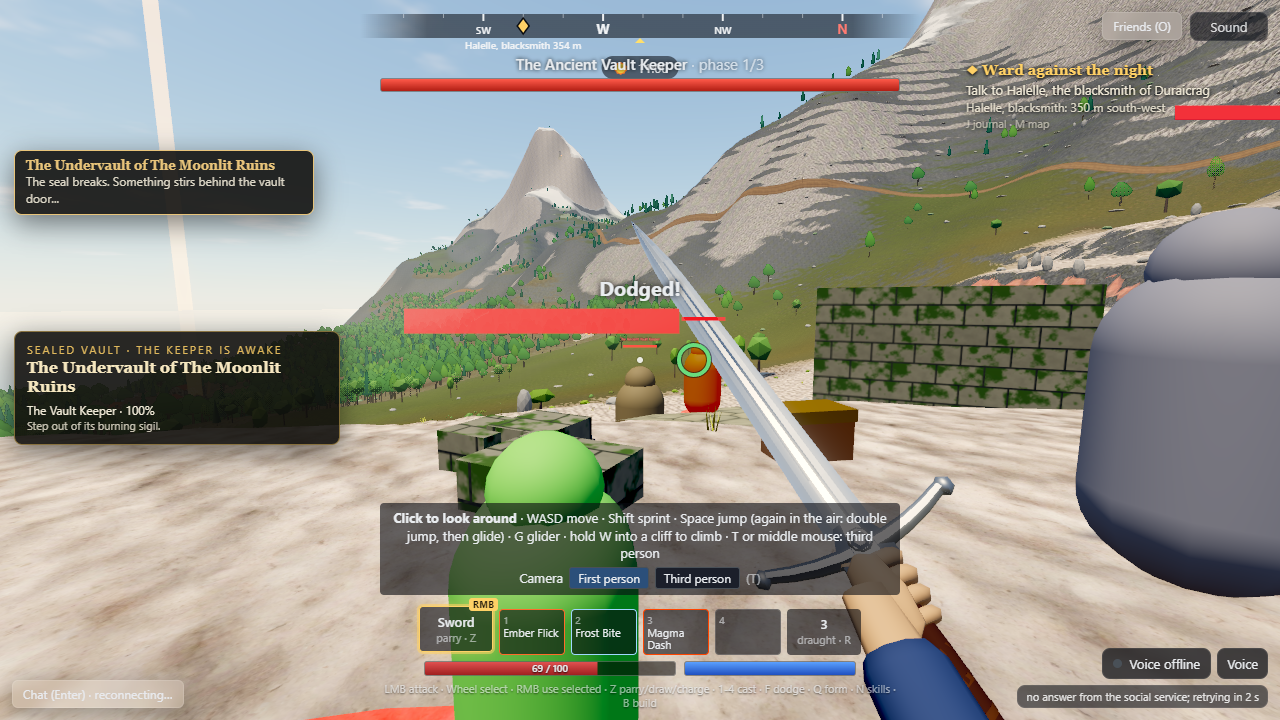 SW
W
NW
N
Halelle, blacksmith 354 m
The Ancient Vault Keeper · phase 1/3
Friends (O)
Sound
Ward against the night
Talk to Halelle, the blacksmith of Duraicrag
Halelle, blacksmith: 350 m south-west
J journal · M map
The Undervault of The Moonlit Ruins
The seal breaks. Something stirs behind the vault
door...
Dodged!
SEALED VAULT · THE KEEPER IS AWAKE
The Undervault of The Moonlit
Ruins
The Vault Keeper · 100%
Step out of its burning sigil.
Click to look around · WASD move · Shift sprint · Space jump (again in the air: double
jump, then glide) · G glider · hold W into a cliff to climb · T or middle mouse: third
person
Camera First person Third person (T)
RMB
Sword
parry · Z
1
Ember Flick
2
Frost Bite
3
Magma
Dash
4
3
draught · R
69 / 100
LMB attack · Wheel select · RMB use selected · Z parry/draw/charge · 1-4 cast · F dodge · Q form · N skills ·
B build
Chat (Enter) · reconnecting...
Voice offline
Voice
no answer from the social service; retrying in 2 s